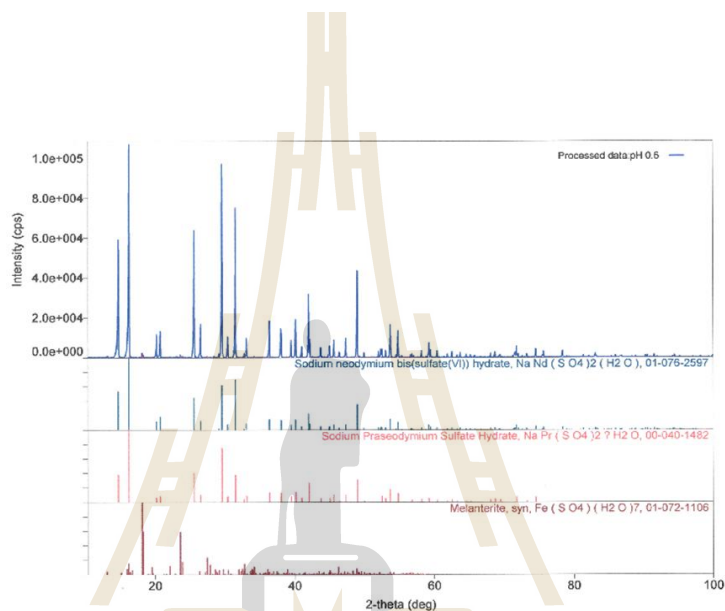 1.0e+005
8.0e+004
6.0e+004
4.0e+004
2.0e+004
0.0e+000
Intensity (cps)
Processed data:pH 0.5
Sodium neodymium bis(sulfate(VI)) hydrate, Na Nd ( S O4 )2 ( H2 O ), 01-076-2597
Sodium Praseodymium Sulfate Hydrate, Na Pr ( S O4 )2 ? H2 O, 00-040-1482
Melanterite, syn, Fe ( S O4 ) ( H2 O )7, 01-072-1106
20 40 60 80 100
2-theta (deg)